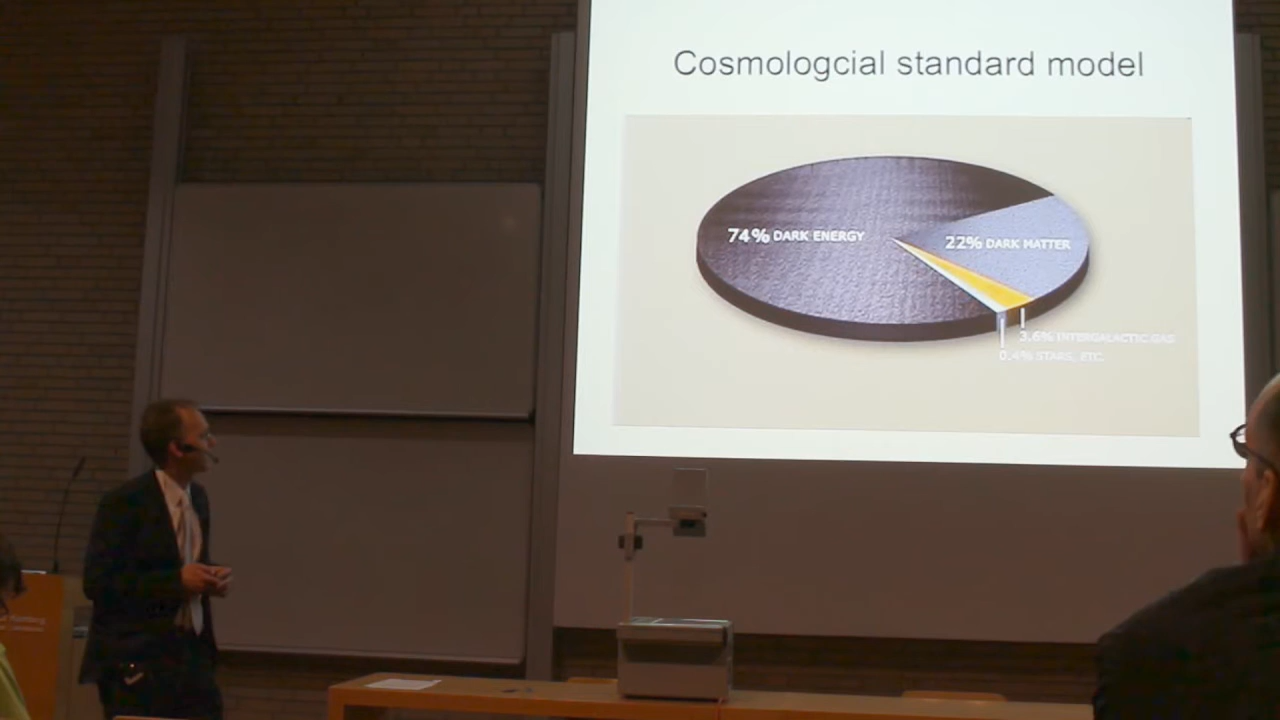 Cosmologcial standard model
74% DARK ENERGY
22% DARK MATTER
3.6% INTERGALACTIC GAS
0.4% STARS, ETC.